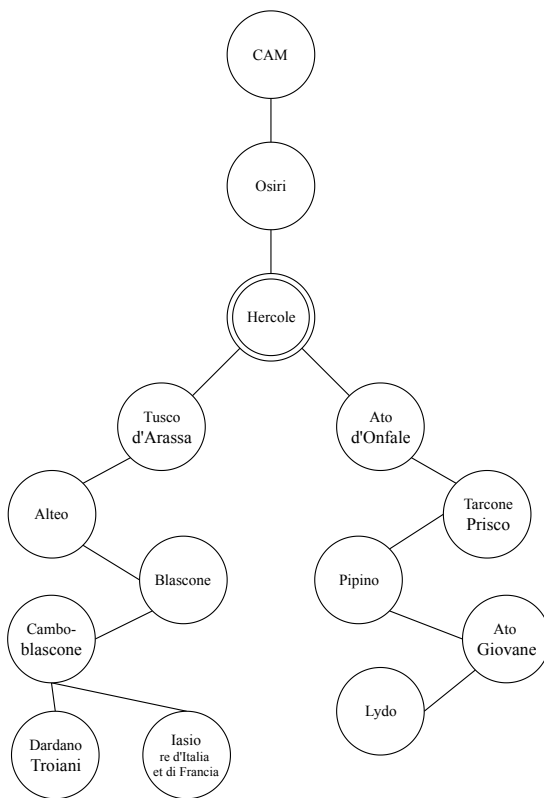 CAM
Osiri
Hercole
Tusco
d'Arassa
Ato
d'Onfale
Alteo
Tarcone
Prisco
Blascone
Pipino
Cambo-
blascone
Ato
Giovane
Lydo
Dardano
Troiani
Iasio
re d'Italia
et di Francia